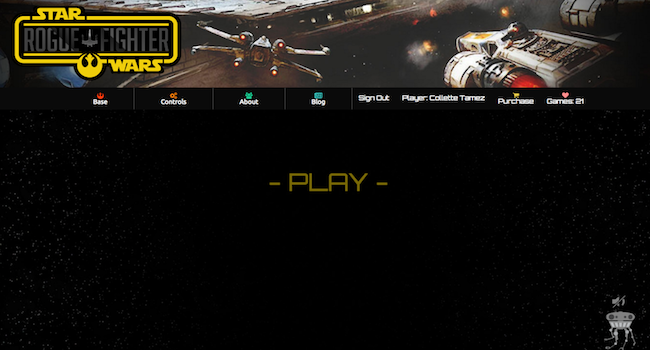 STAR
ROGUE FIGHTER
WARS
Base
Controls
About
Blog
Sign Out
Player: Collette Tamez
Purchase
Games: 21
- PLAY -